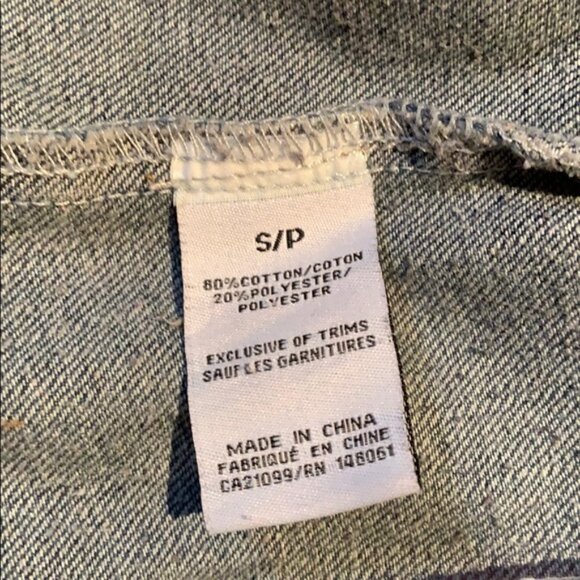 S/P
80%COTTON/COTON
20%POLYESTER/
POLYESTER
EXCLUSIVE OF TRIMS
SAUF LES GARNITURES
MADE IN CHINA
FABRIQUÉ EN CHINE
CA21099/RN 148061